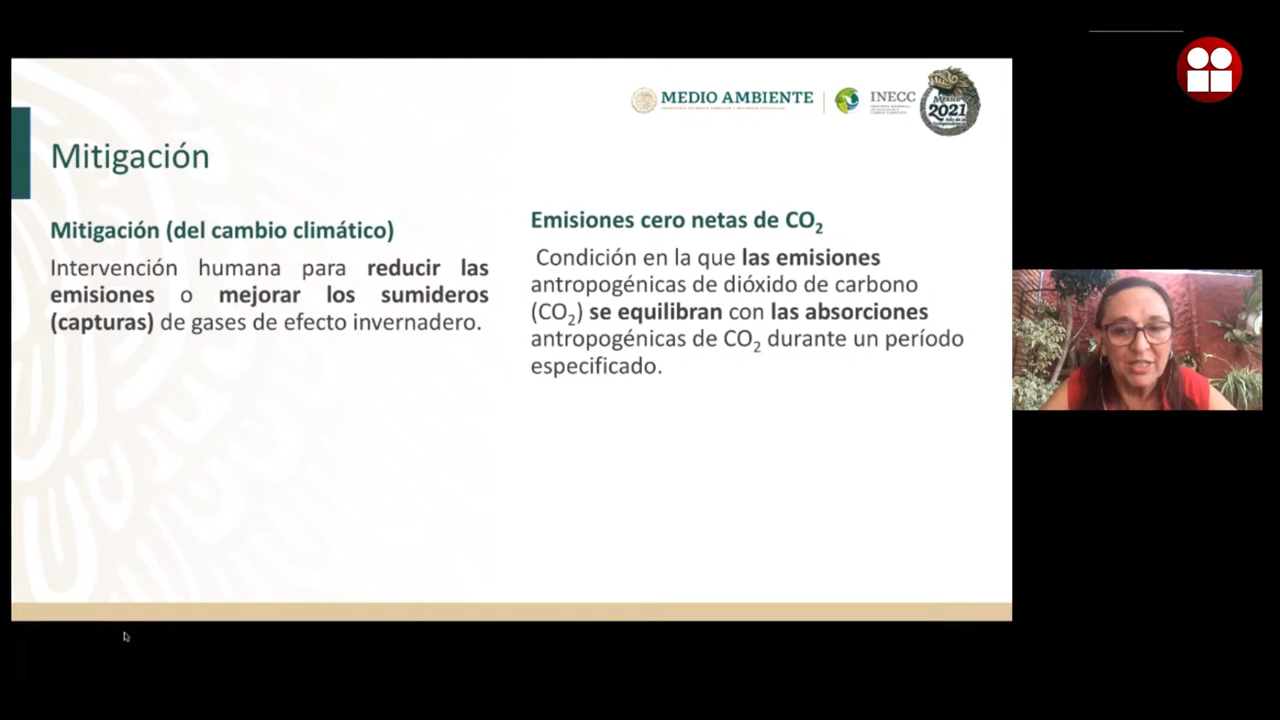 MEDIO AMBIENTE
INECC
México
2021
Mitigación
Mitigación (del cambio climático)
Intervención humana para reducir las
emisiones o mejorar los sumideros
(capturas) de gases de efecto invernadero.
Emisiones cero netas de CO₂
Condición en la que las emisiones
antropogénicas de dióxido de carbono
(CO₂) se equilibran con las absorciones
antropogénicas de CO₂ durante un período
especificado.